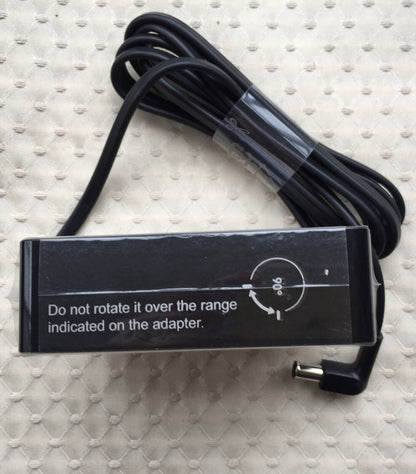 90°
Do not rotate it over the range
indicated on the adapter.